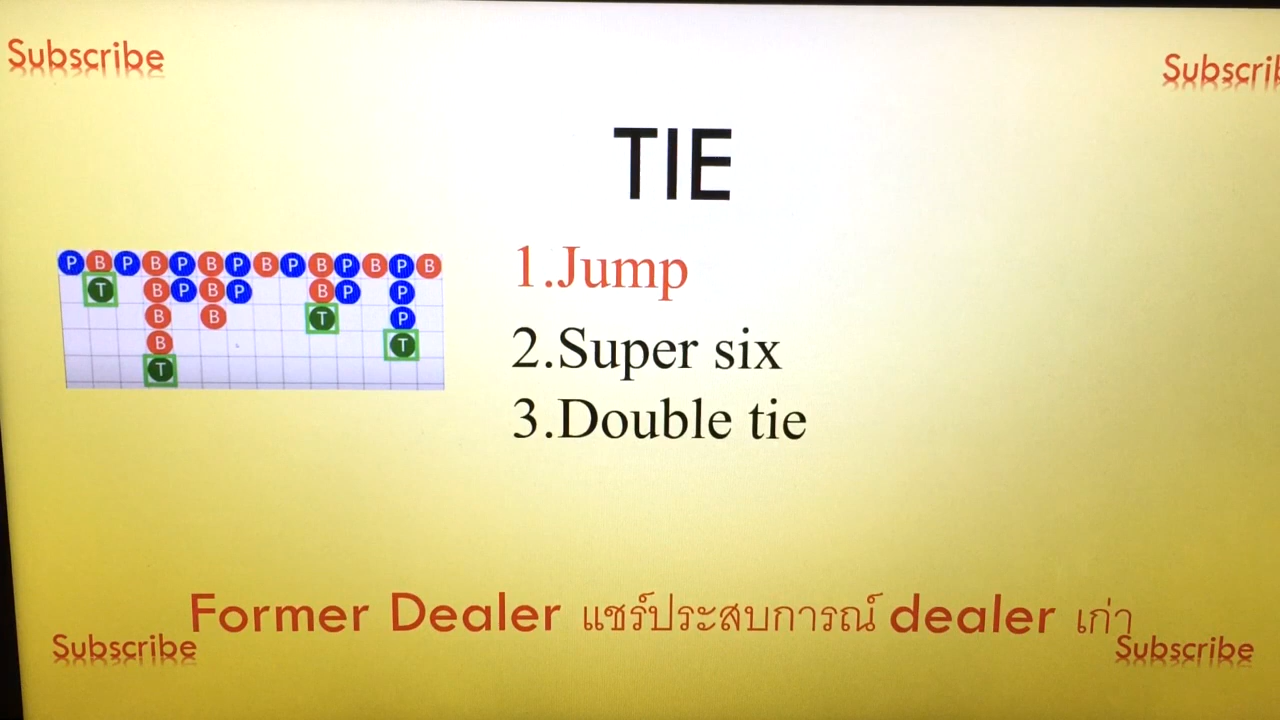 Subscribe
Subscrib
TIE
P B P B P B P B P B P B P B
T B P B P B P P
B B T P
B T
T
1.Jump
2.Super six
3.Double tie
Former Dealer แชร์ประสบการณ์ dealer เก่า
Subscribe
Subscribe